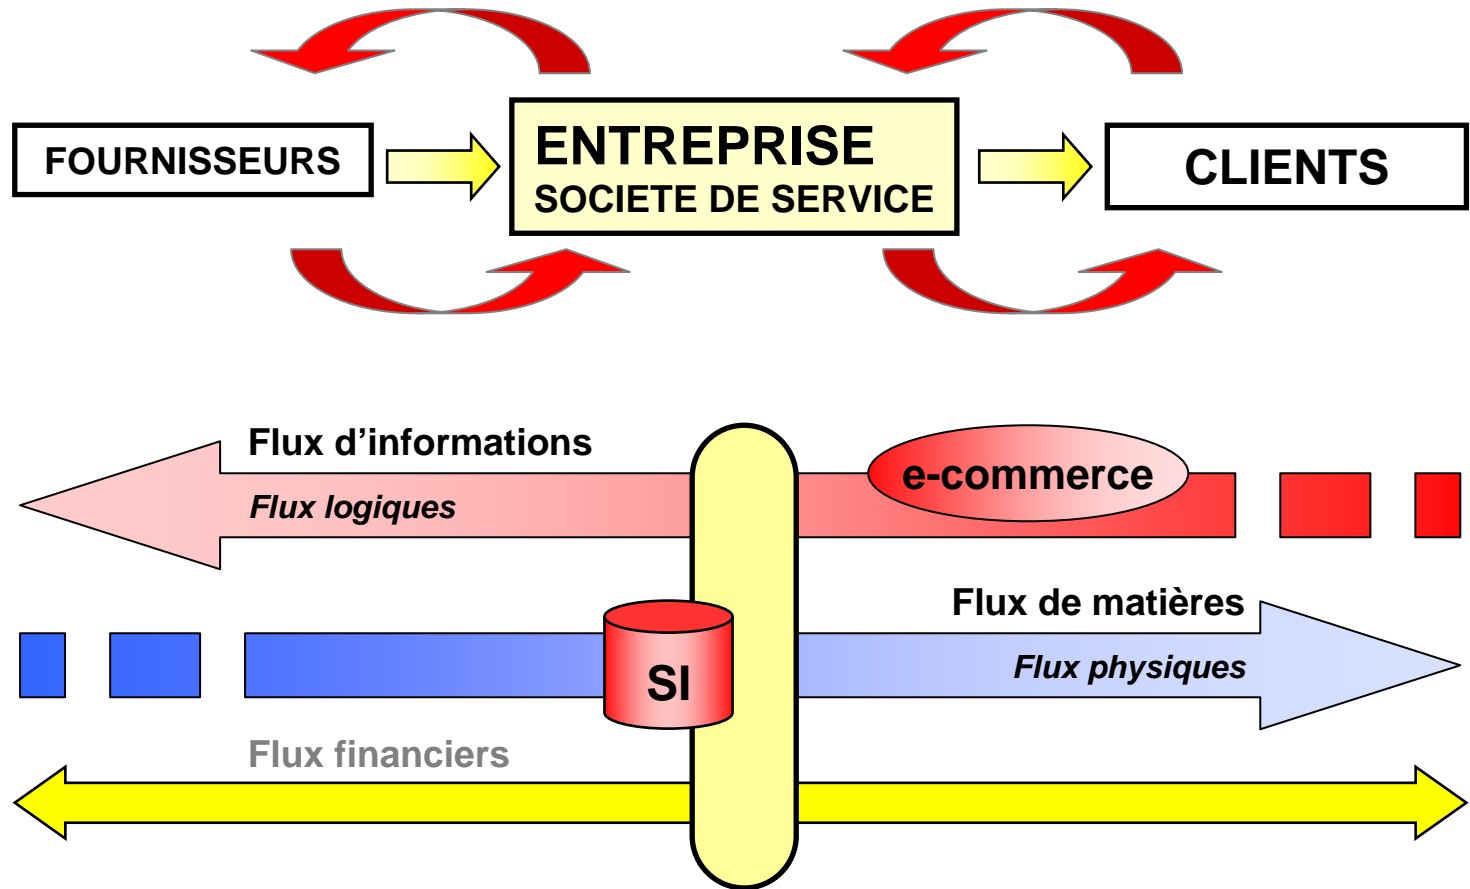 FOURNISSEURS
ENTREPRISE
SOCIETE DE SERVICE
CLIENTS
Flux d’informations
Flux logiques
e-commerce
Flux de matières
Flux physiques
SI
Flux financiers